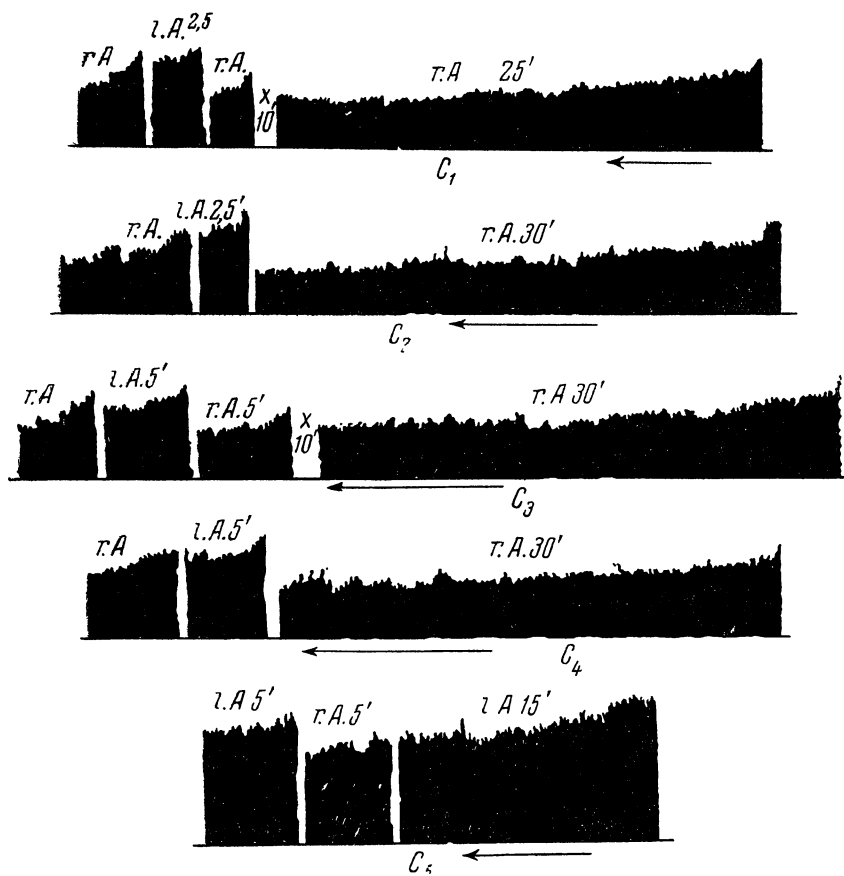 r A l.A.2,5 r.A. x 10' r.A 25'
C1
r.A. l.A.2,5' r.A.30'
C2
r.A l.A.5' r.A.5' x 10' r.A 30'
C3
r.A l.A.5' r.A.30'
C4
l.A 5' r.A.5' l A 15'
C5